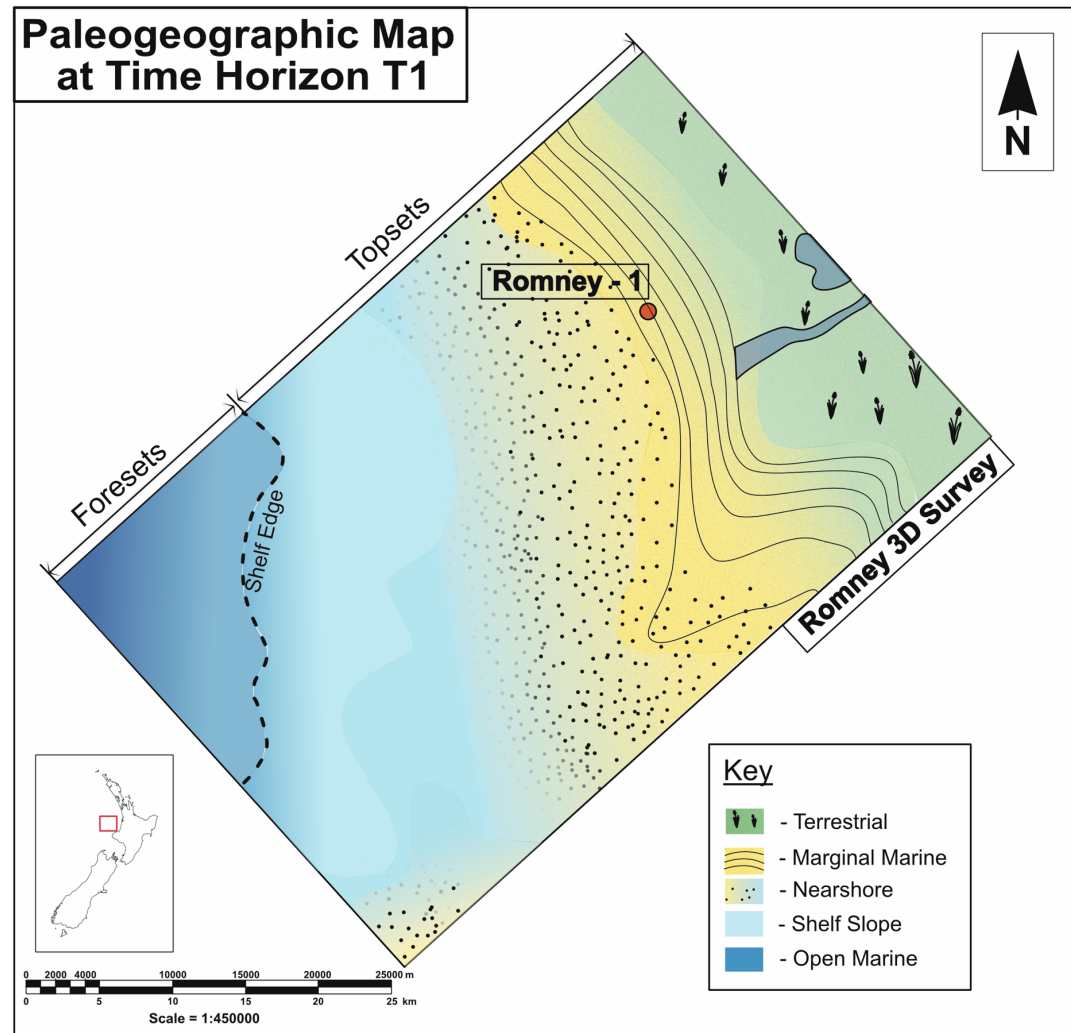 Paleogeographic Map
at Time Horizon T1
N
Topsets
Romney - 1
Foresets
Shelf Edge
Romney 3D Survey
Key
- Terrestrial
- Marginal Marine
- Nearshore
- Shelf Slope
- Open Marine
0 2000 4000 10000 15000 20000 25000 m
0 5 10 15 20 25 km
Scale = 1:450000